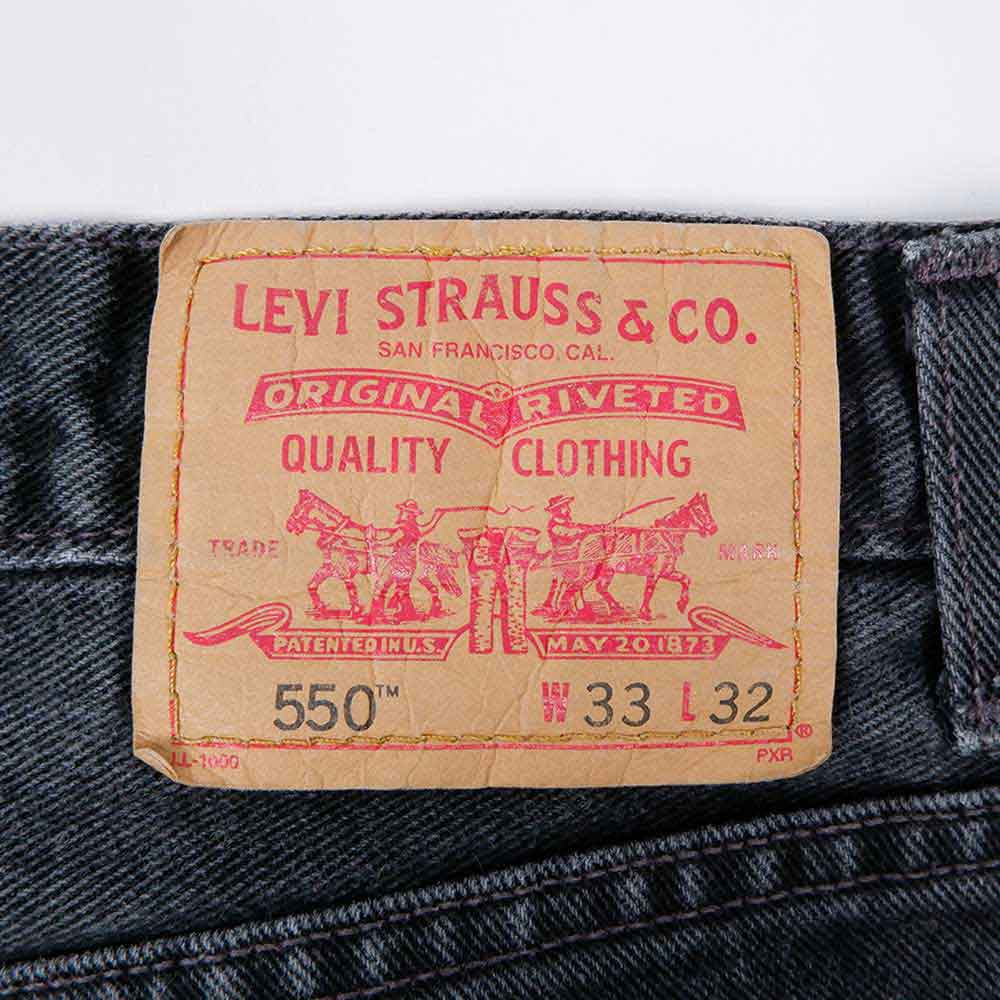 LEVI STRAUSS & CO.
SAN FRANCISCO, CAL.
ORIGINAL RIVETED
QUALITY CLOTHING
TRADE MARK
PATENTED IN U.S. MAY 20 1873
550™ W 33 L 32
LL-1000 PXR ®